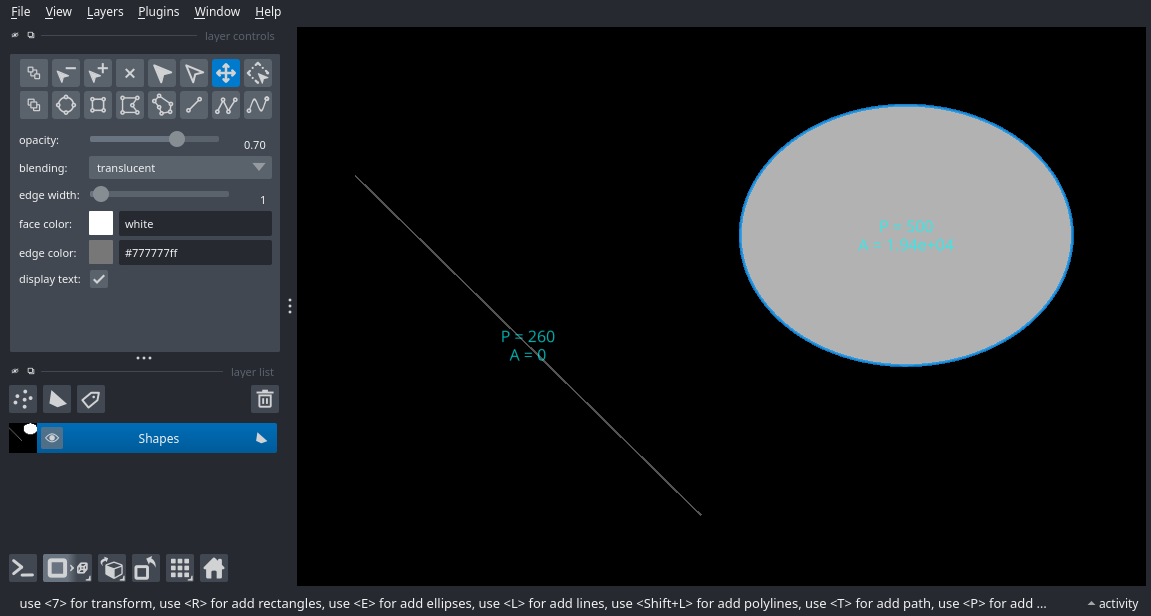 File View Layers Plugins Window Help
layer controls
opacity: 0.70
blending: translucent
edge width: 1
face color: white
edge color: #777777ff
display text:
P = 500
A = 1.94e+04
P = 260
A = 0
layer list
Shapes
use <7> for transform, use <R> for add rectangles, use <E> for add ellipses, use <L> for add lines, use <Shift+L> for add polylines, use <T> for add path, use <P> for add ... activity